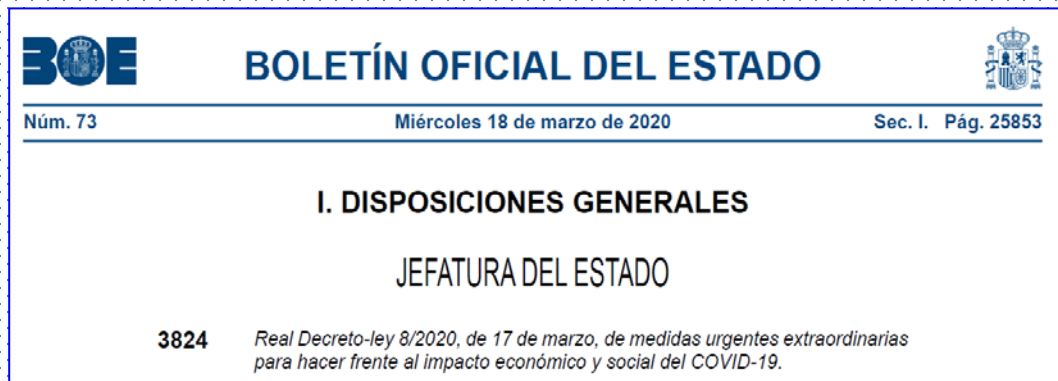 BOE
BOLETÍN OFICIAL DEL ESTADO
Núm. 73 Miércoles 18 de marzo de 2020 Sec. I. Pág. 25853
I. DISPOSICIONES GENERALES
JEFATURA DEL ESTADO
3824 Real Decreto-ley 8/2020, de 17 de marzo, de medidas urgentes extraordinarias
para hacer frente al impacto económico y social del COVID-19.